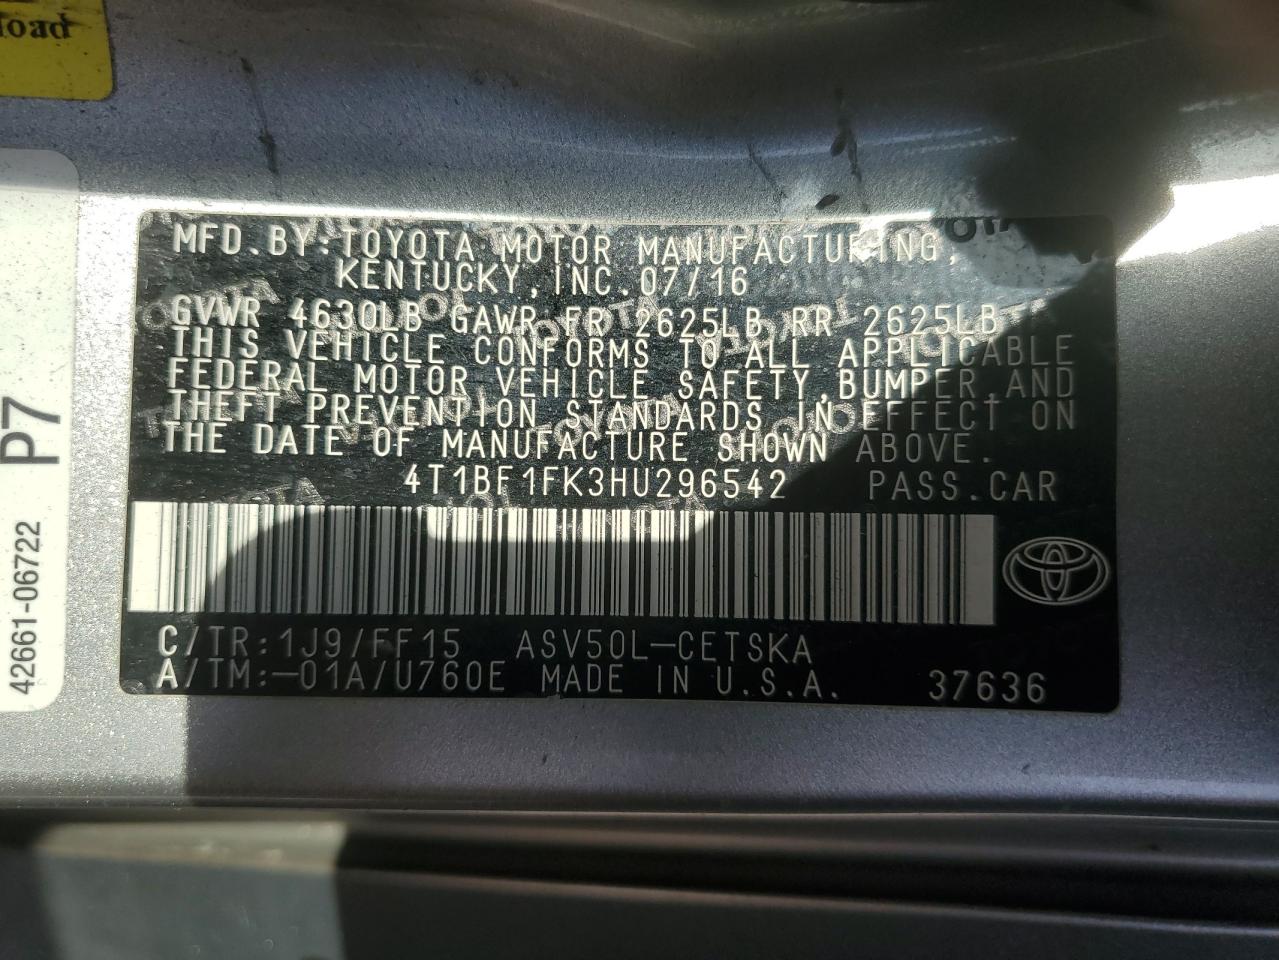 load
P7
42661-06722
MFD.BY:TOYOTA MOTOR MANUFACTURING,
KENTUCKY,INC.07/16
GVWR 4630LB GAWR FR 2625LB RR 2625LB
THIS VEHICLE CONFORMS TO ALL APPLICABLE
FEDERAL MOTOR VEHICLE SAFETY,BUMPER,AND
THEFT PREVENTION STANDARDS IN EFFECT ON
THE DATE OF MANUFACTURE SHOWN ABOVE.
4T1BF1FK3HU296542 PASS.CAR
C/TR:1J9/FF15 ASV50L-CETSKA
A/TM:-01A/U760E MADE IN U.S.A. 37636